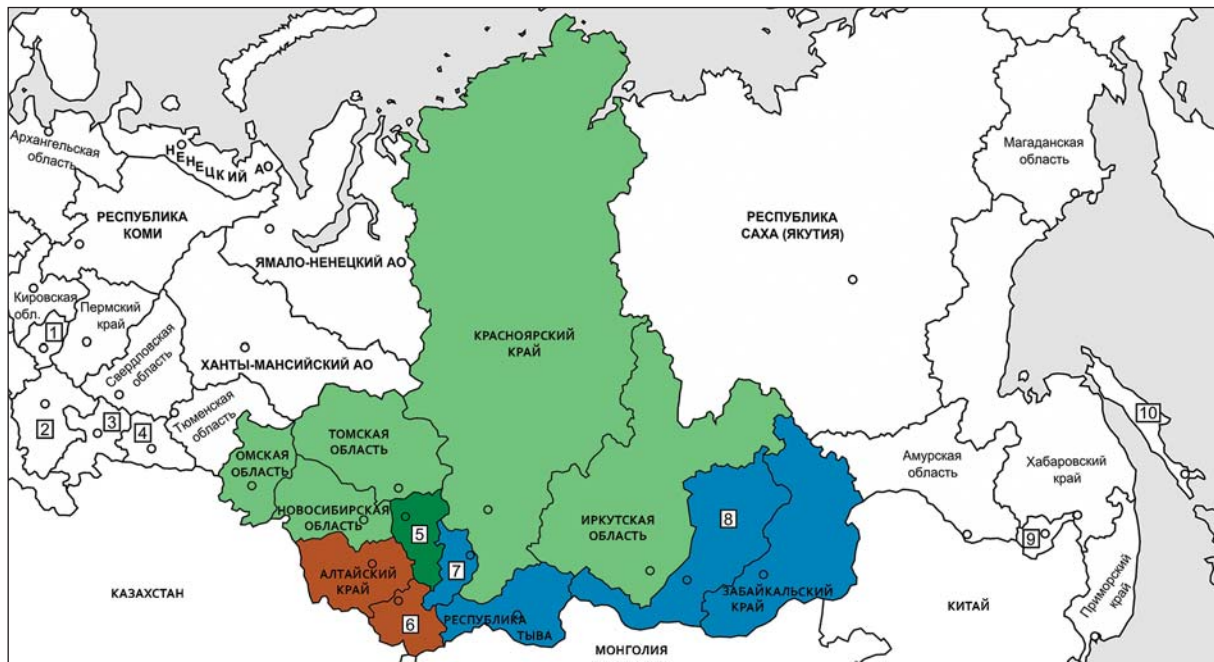 Архангельская
область
НЕНЕЦКИЙ АО
РЕСПУБЛИКА
КОМИ
ЯМАЛО-НЕНЕЦКИЙ АО
Кировская
обл.
1
Пермский
край
Свердловская
область
ХАНТЫ-МАНСИЙСКИЙ АО
2
3
4
Тюменская
область
ОМСКАЯ
ОБЛАСТЬ
ТОМСКАЯ
ОБЛАСТЬ
НОВОСИБИРСКАЯ
ОБЛАСТЬ
КРАСНОЯРСКИЙ
КРАЙ
5
АЛТАЙСКИЙ
КРАЙ
6
7
РЕСПУБЛИКА
ТЫВА
ИРКУТСКАЯ
ОБЛАСТЬ
8
ЗАБАЙКАЛЬСКИЙ
КРАЙ
РЕСПУБЛИКА
САХА (ЯКУТИЯ)
Магаданская
область
Амурская
область
Хабаровский
край
9
10
Приморский
край
КАЗАХСТАН
МОНГОЛИЯ
КИТАЙ